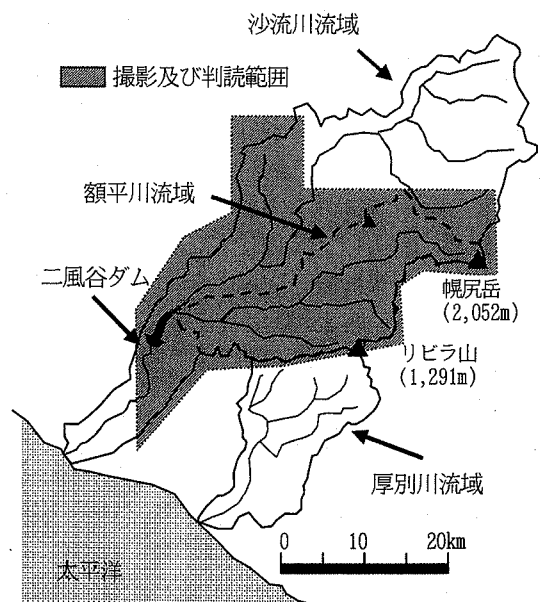 沙流川流域
撮影及び判読範囲
額平川流域
二風谷ダム
幌尻岳
(2,052m)
リビラ山
(1,291m)
厚別川流域
0 10 20km
太平洋